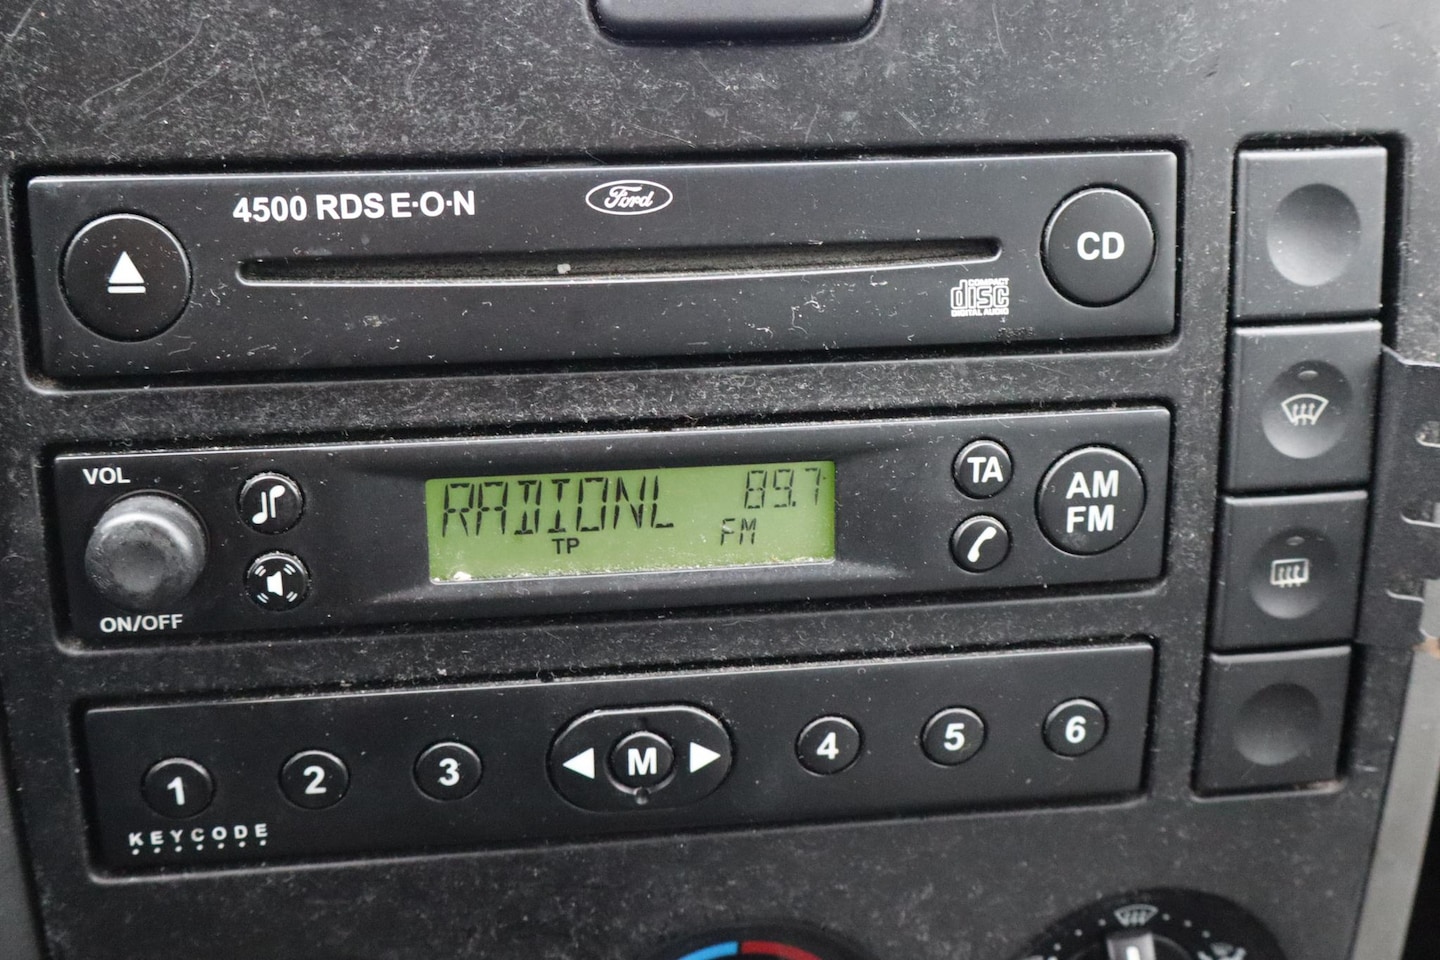 4500 RDS E·O·N
Ford
CD
COMPACT
disc
DIGITAL AUDIO
VOL
ON/OFF
RADIONL 89.7
TP FM
TA
AM
FM
1 2 3 M 4 5 6
KEYCODE